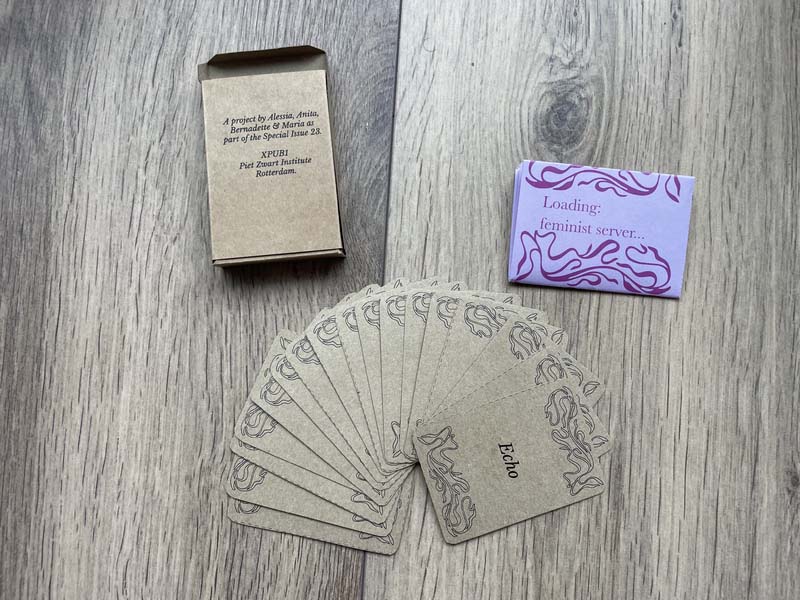 A project by Alessia, Anita,
Bernadette & Maria as
part of the Special Issue 23.
XPUB1
Piet Zwart Institute
Rotterdam.
Loading:
feminist server...
Echo